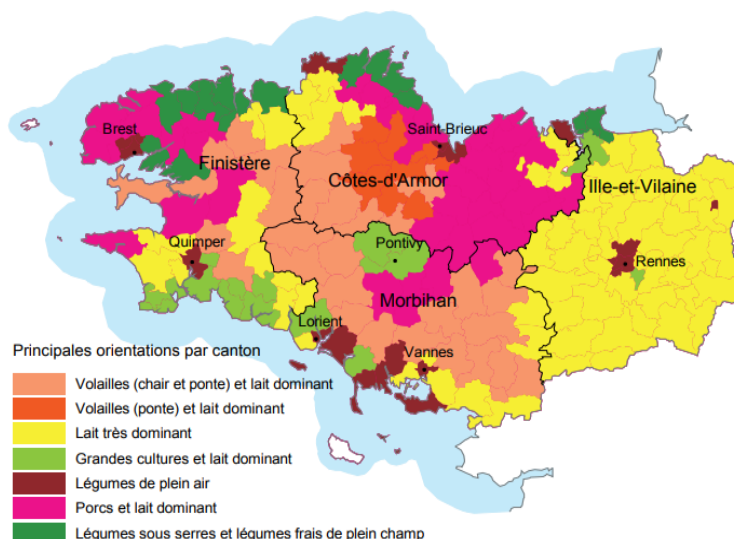 Brest
Saint-Brieuc
Finistère
Côtes-d'Armor
Ille-et-Vilaine
Quimper
Pontivy
Rennes
Morbihan
Lorient
Vannes
Principales orientations par canton
Volailles (chair et ponte) et lait dominant
Volailles (ponte) et lait dominant
Lait très dominant
Grandes cultures et lait dominant
Légumes de plein air
Porcs et lait dominant
Légumes sous serres et légumes frais de plein champ